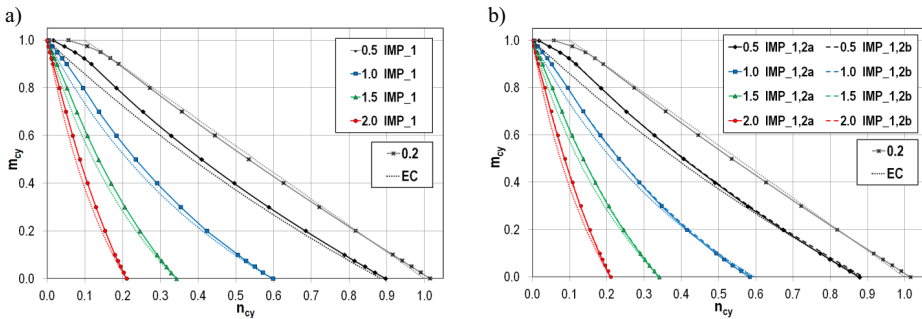 a)
1.0
0.8
0.6
0.4
0.2
0.0
m_cy
0.0 0.1 0.2 0.3 0.4 0.5 0.6 0.7 0.8 0.9 1.0
n_cy
0.5 IMP_1
1.0 IMP_1
1.5 IMP_1
2.0 IMP_1
0.2
EC
b)
1.0
0.8
0.6
0.4
0.2
0.0
m_cy
0.0 0.1 0.2 0.3 0.4 0.5 0.6 0.7 0.8 0.9 1.0
n_cy
0.5 IMP_1,2a 0.5 IMP_1,2b
1.0 IMP_1,2a 1.0 IMP_1,2b
1.5 IMP_1,2a 1.5 IMP_1,2b
2.0 IMP_1,2a 2.0 IMP_1,2b
0.2
EC